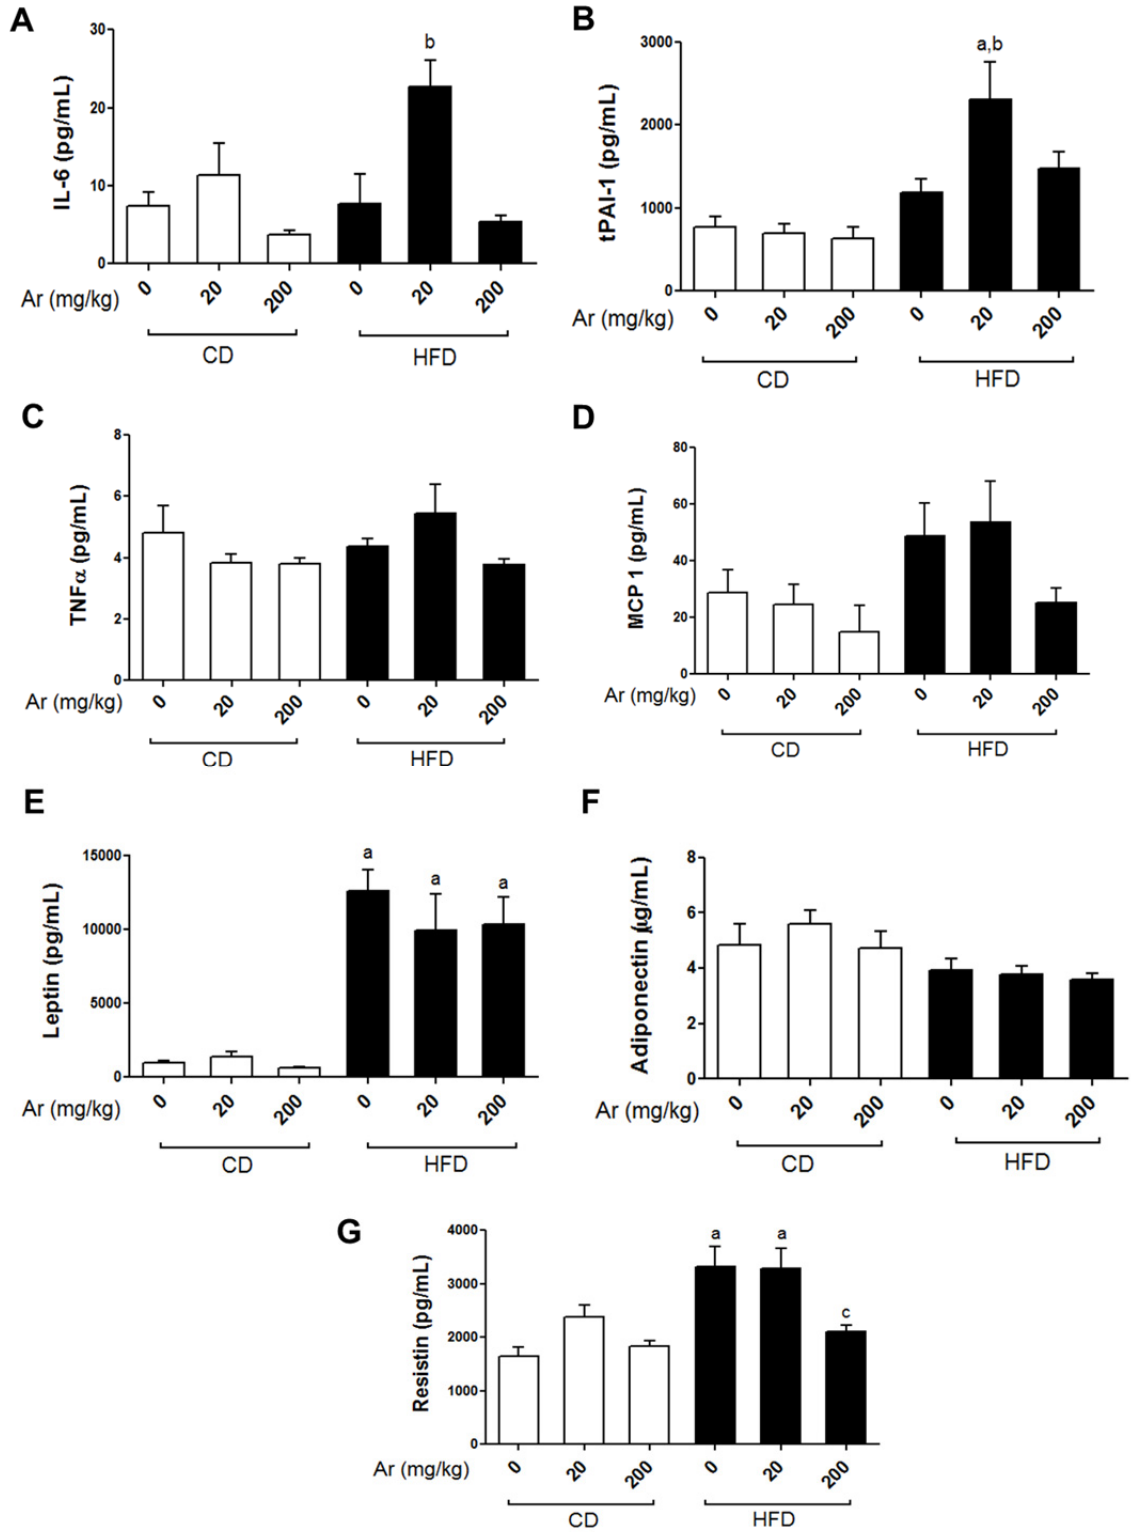 A
IL-6 (pg/mL)
30
20
10
0
b
Ar (mg/kg)
0 20 200 0 20 200
CD HFD
B
tPAI-1 (pg/mL)
3000
2000
1000
0
a,b
Ar (mg/kg)
0 20 200 0 20 200
CD HFD
C
TNFα (pg/mL)
8
6
4
2
0
Ar (mg/kg)
0 20 200 0 20 200
CD HFD
D
MCP 1 (pg/mL)
80
60
40
20
0
Ar (mg/kg)
0 20 200 0 20 200
CD HFD
E
Leptin (pg/mL)
15000
10000
5000
0
a a a
Ar (mg/kg)
0 20 200 0 20 200
CD HFD
F
Adiponectin (μg/mL)
8
6
4
2
0
Ar (mg/kg)
0 20 200 0 20 200
CD HFD
G
Resistin (pg/mL)
4000
3000
2000
1000
0
a a c
Ar (mg/kg)
0 20 200 0 20 200
CD HFD